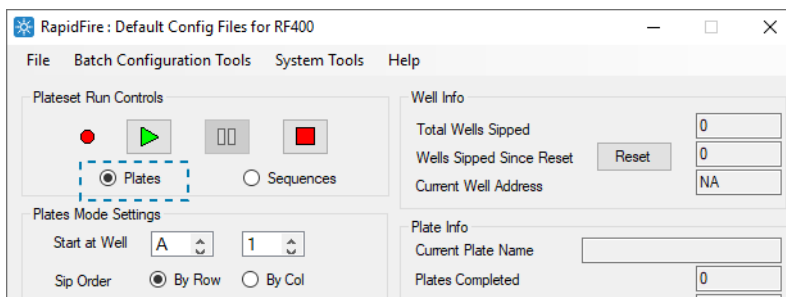 RapidFire : Default Config Files for RF400
File Batch Configuration Tools System Tools Help
Plateset Run Controls
Plates Sequences
Plates Mode Settings
Start at Well A 1
Sip Order By Row By Col
Well Info
Total Wells Sipped 0
Wells Sipped Since Reset Reset 0
Current Well Address NA
Plate Info
Current Plate Name
Plates Completed 0